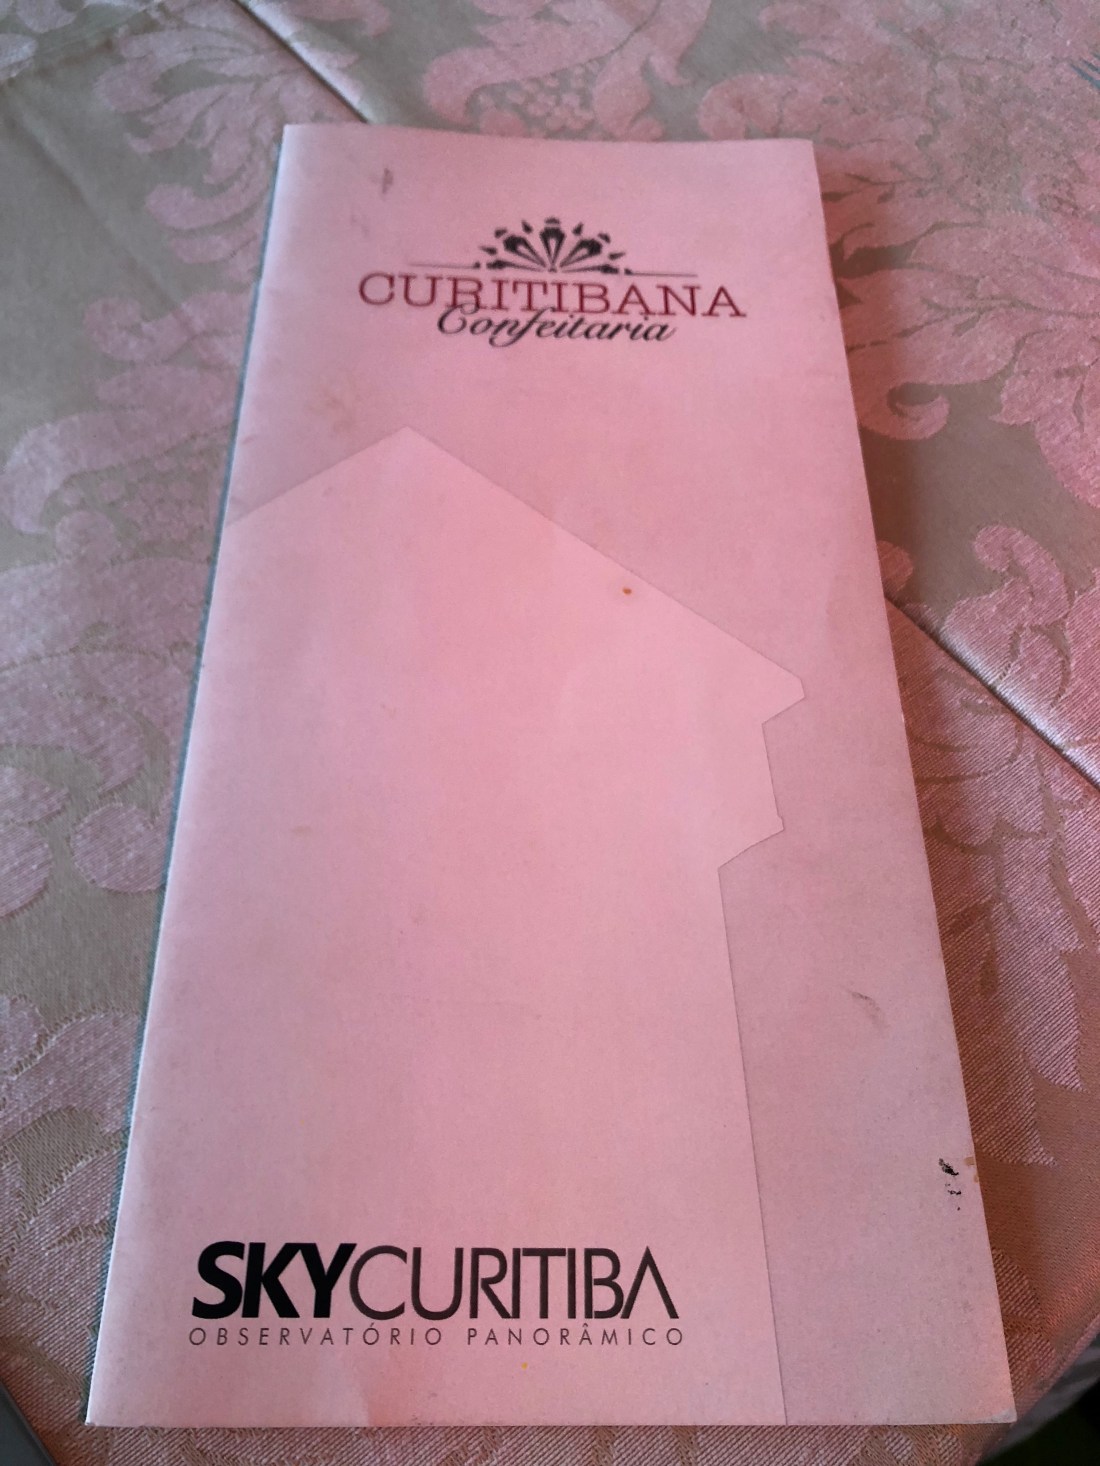 CURITIBANA
Confeitaria
SKYCURITIBA
OBSERVATÓRIO PANORÂMICO